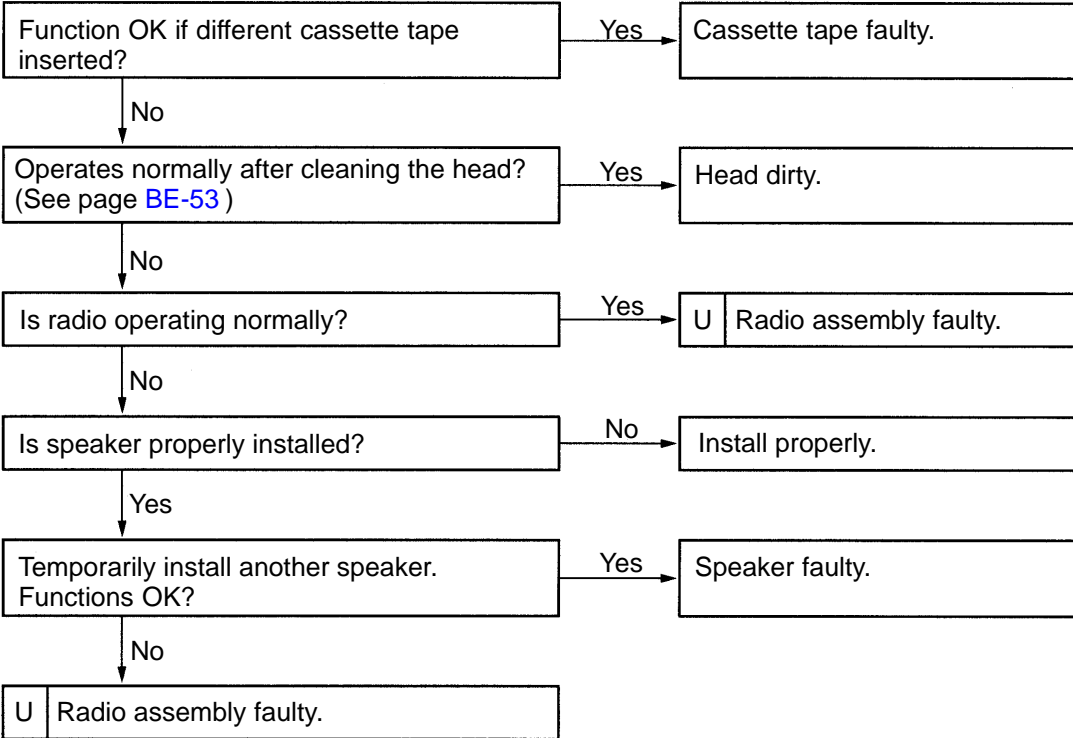 Function OK if different cassette tape
inserted?
Yes
Cassette tape faulty.
No
Operates normally after cleaning the head?
(See page BE-53 )
Yes
Head dirty.
No
Is radio operating normally?
Yes
U
Radio assembly faulty.
No
Is speaker properly installed?
No
Install properly.
Yes
Temporarily install another speaker.
Functions OK?
Yes
Speaker faulty.
No
U
Radio assembly faulty.